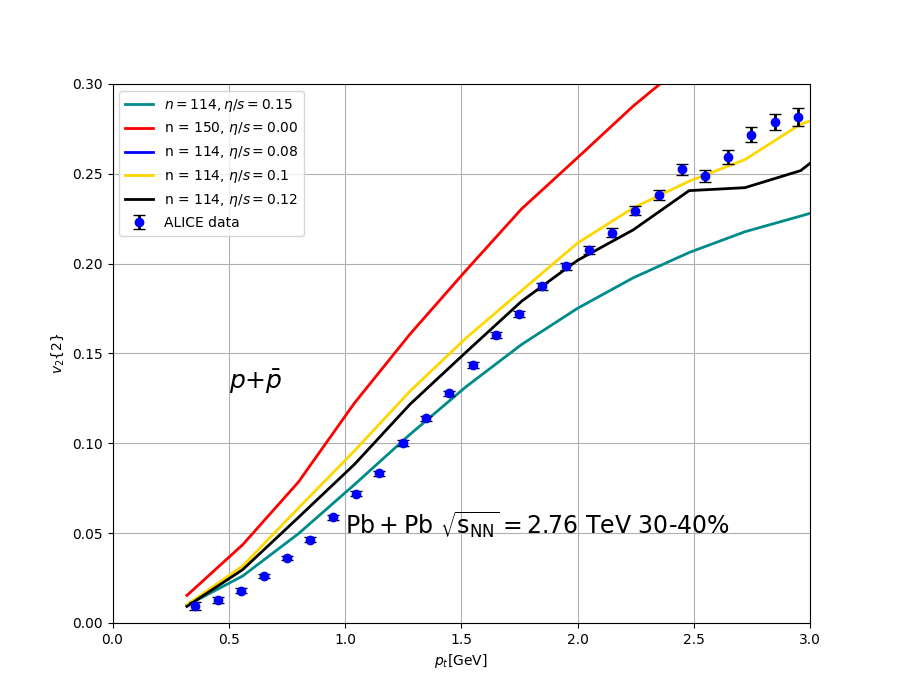 0.30
0.25
0.20
0.15
0.10
0.05
0.00
v₂{2}
n = 114, η/s = 0.15
n = 150, η/s = 0.00
n = 114, η/s = 0.08
n = 114, η/s = 0.1
n = 114, η/s = 0.12
ALICE data
p+p̄
Pb + Pb √s_NN = 2.76 TeV 30-40%
0.0 0.5 1.0 1.5 2.0 2.5 3.0
p_t[GeV]